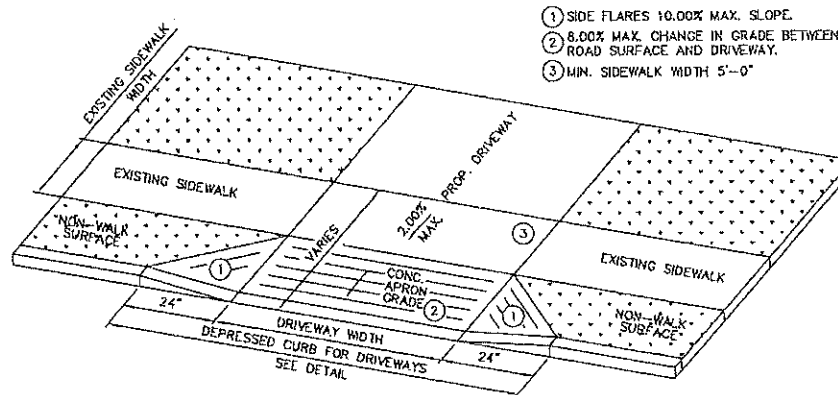 ① SIDE FLARES 10.00% MAX. SLOPE.
② 8.00% MAX. CHANGE IN GRADE BETWEEN
ROAD SURFACE AND DRIVEWAY.
③ MIN. SIDEWALK WIDTH 5'-0"
EXISTING SIDEWALK
WIDTH
EXISTING SIDEWALK
PROP. DRIVEWAY
2.00%
MAX.
③
NON-WALK
SURFACE
VARIES
①
CONC.
APRON
GRADE
②
①
EXISTING SIDEWALK
NON-WALK
SURFACE
24"
DRIVEWAY WIDTH
24"
DEPRESSED CURB FOR DRIVEWAYS
SEE DETAIL